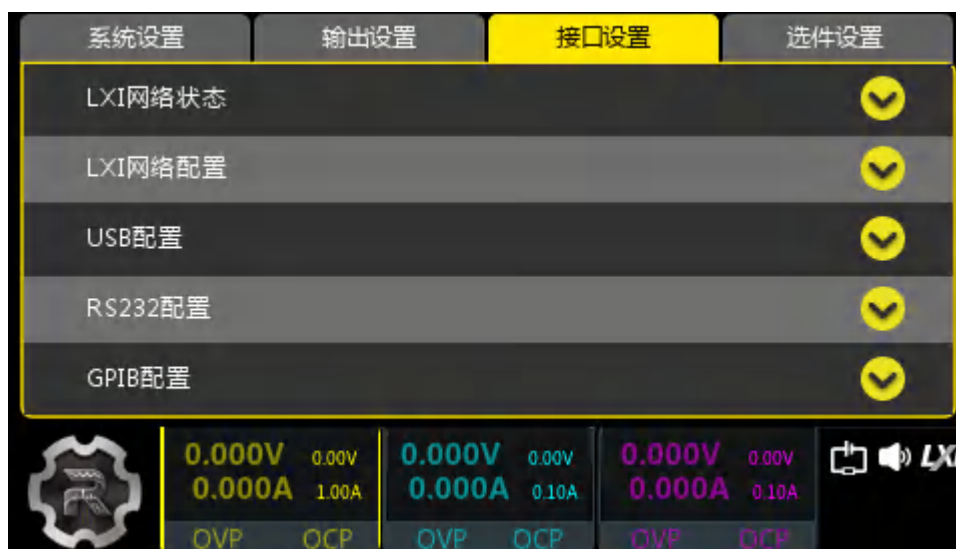 系统设置 输出设置 接口设置 选件设置
LXI网络状态
LXI网络配置
USB配置
RS232配置
GPIB配置
0.000V 0.00V 0.000V 0.00V 0.000V 0.00V
0.000A 1.00A 0.000A 0.10A 0.000A 0.10A
OVP OCP OVP OCP OVP OCP
LXI